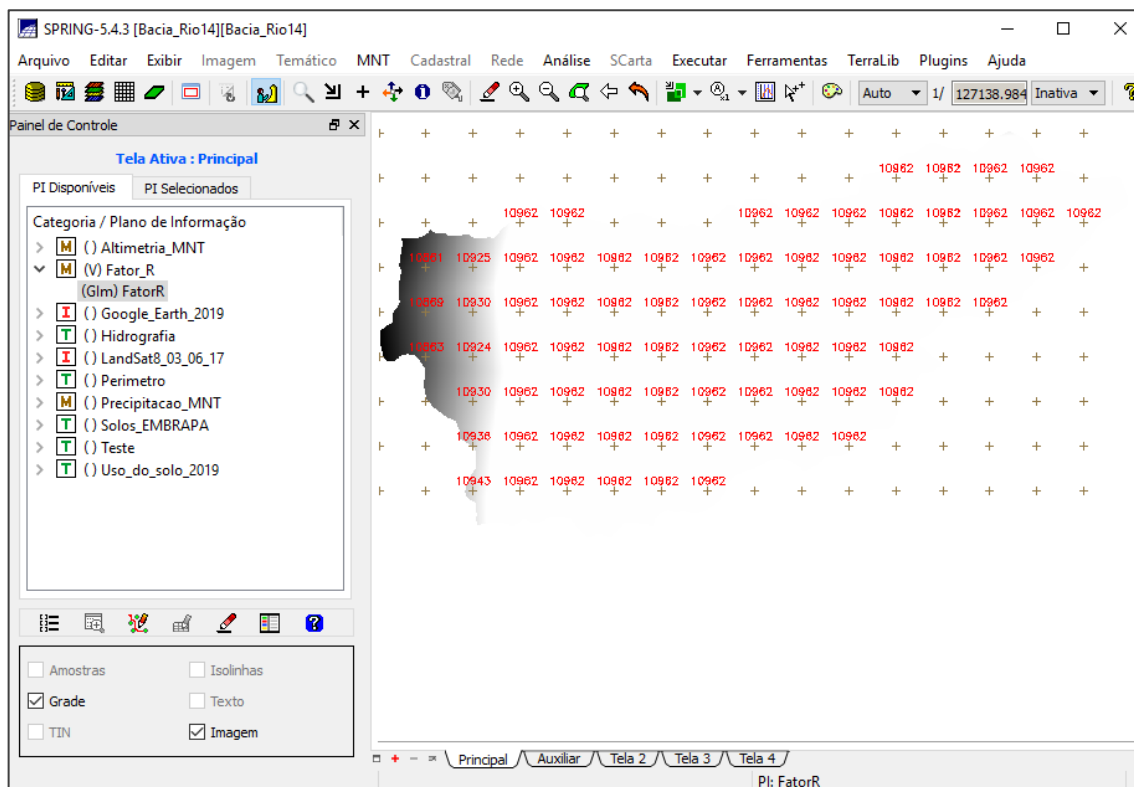 SPRING-5.4.3 [Bacia_Rio14][Bacia_Rio14]
Arquivo Editar Exibir Imagem Temático MNT Cadastral Rede Análise SCarta Executar Ferramentas TerraLib Plugins Ajuda
Auto 1/ 127138.984 Inativa
Painel de Controle
Tela Ativa : Principal
PI Disponíveis PI Selecionados
Categoria / Plano de Informação
M ( ) Altimetria_MNT
M (V) Fator_R
(GIm) FatorR
I ( ) Google_Earth_2019
T ( ) Hidrografia
I ( ) LandSat8_03_06_17
T ( ) Perimetro
M ( ) Precipitacao_MNT
T ( ) Solos_EMBRAPA
T ( ) Teste
T ( ) Uso_do_solo_2019
Amostras Isolinhas
Grade Texto
TIN Imagem
10962 10962 10962 10962
10962 10962 10962 10962 10962 10962 10962 10962 10962 10962
10861 10925 10962 10962 10962 10962 10962 10962 10962 10962 10962 10962 10962 10962
10869 10930 10962 10962 10962 10962 10962 10962 10962 10962 10962 10962 10962
10863 10924 10962 10962 10962 10962 10962 10962 10962 10962 10962
10930 10962 10962 10962 10962 10962 10962 10962 10962 10962
10936 10962 10962 10962 10962 10962 10962 10962 10962
10943 10962 10962 10962 10962 10962
Principal Auxiliar Tela 2 Tela 3 Tela 4
PI: FatorR